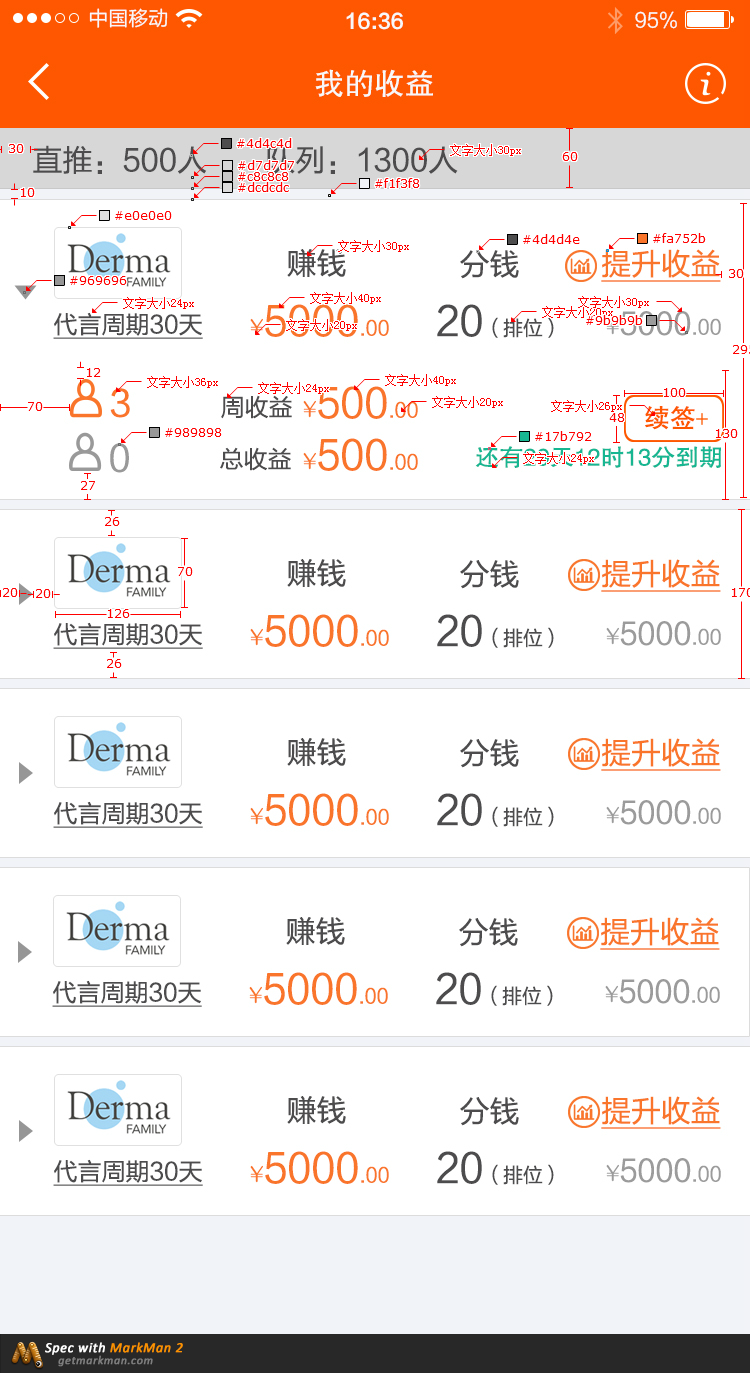 中国移动 16:36 95%
我的收益
直推：500人 队列：1300人
30
#4d4c4d
#d7d7d7
#c8c8c8
#dcdcdc
文字大小30px
60
#f1f3f8
10
#e0e0e0
#4d4d4e
#fa752b
文字大小30px
Derma
FAMILY
赚钱 分钱 提升收益
30
#969696
文字大小24px
文字大小40px
文字大小20px
文字大小20px
文字大小30px
#9b9b9b
代言周期30天 ¥5000.00 20（排位） ¥5000.00
12
文字大小36px
文字大小24px
文字大小40px
文字大小20px
文字大小26px
100
48
130
70
3 周收益 ¥500.00 续签+
#989898
#17b792
0 总收益 ¥500.00
12时13分到期
文字大小24px
27
26
Derma
FAMILY
赚钱 分钱 提升收益
70
20
20
126
170
代言周期30天 ¥5000.00 20（排位） ¥5000.00
26
Derma
FAMILY
赚钱 分钱 提升收益
代言周期30天 ¥5000.00 20（排位） ¥5000.00
Derma
FAMILY
赚钱 分钱 提升收益
代言周期30天 ¥5000.00 20（排位） ¥5000.00
Derma
FAMILY
赚钱 分钱 提升收益
代言周期30天 ¥5000.00 20（排位） ¥5000.00
Spec with MarkMan 2
getmarkman.com